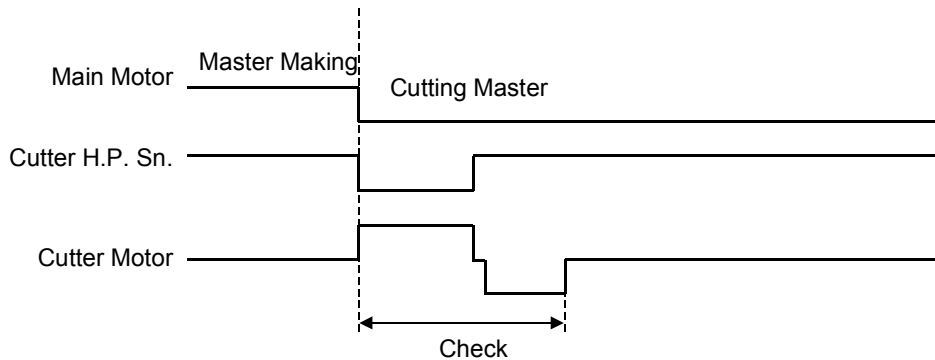 Master Making
Main Motor
Cutting Master
Cutter H.P. Sn.
Cutter Motor
Check